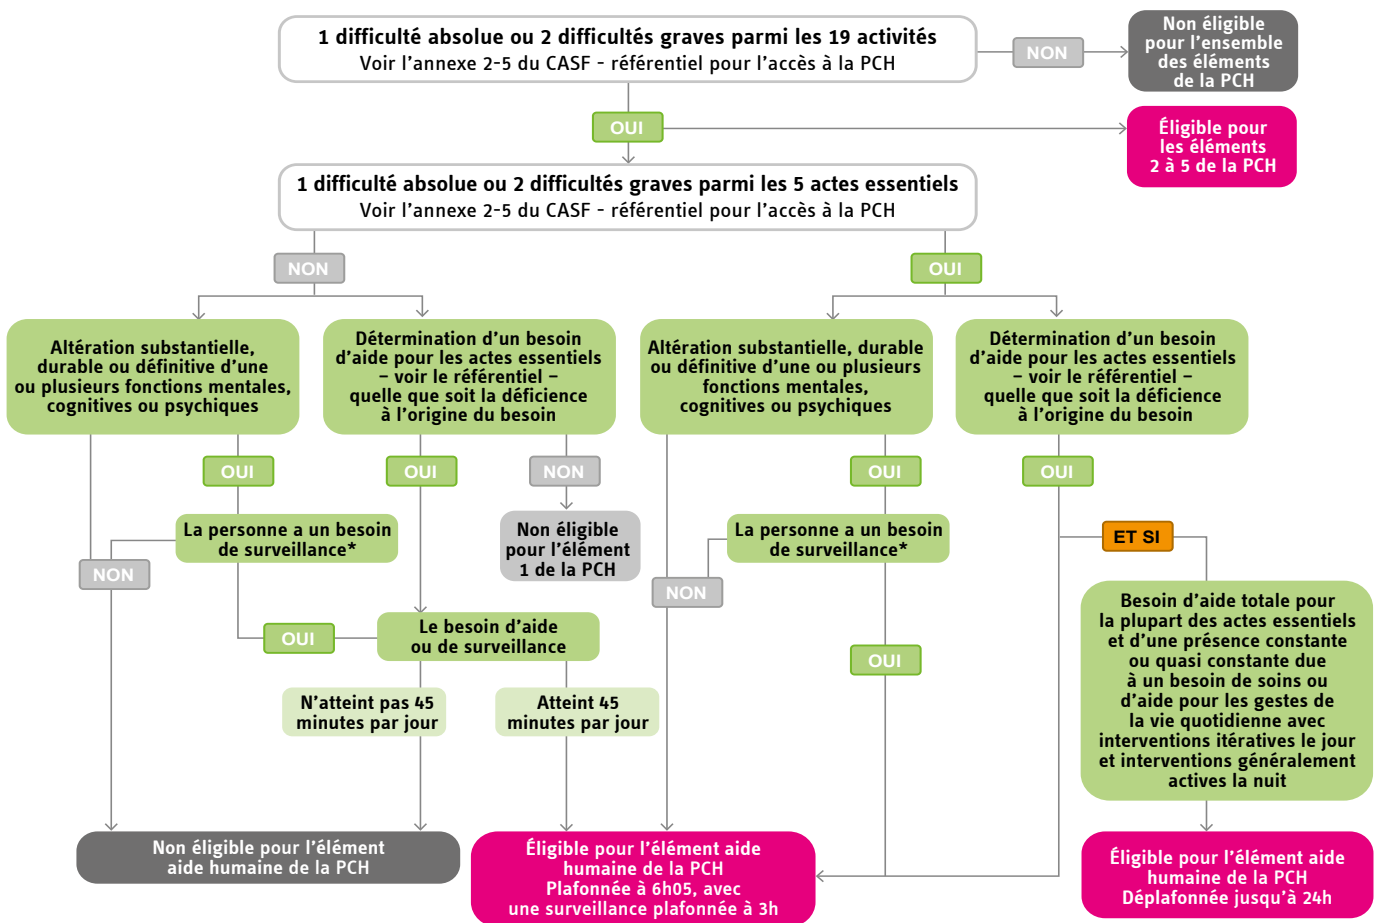 1 difficulté absolue ou 2 difficultés graves parmi les 19 activités
Voir l'annexe 2-5 du CASF - référentiel pour l'accès à la PCH
NON
Non éligible
pour l'ensemble
des éléments
de la PCH
OUI
Éligible pour
les éléments
2 à 5 de la PCH
1 difficulté absolue ou 2 difficultés graves parmi les 5 actes essentiels
Voir l'annexe 2-5 du CASF - référentiel pour l'accès à la PCH
NON
OUI
Altération substantielle,
durable ou définitive d'une
ou plusieurs fonctions mentales,
cognitives ou psychiques
Détermination d'un besoin
d'aide pour les actes essentiels
– voir le référentiel –
quelle que soit la déficience
à l'origine du besoin
Altération substantielle, durable
ou définitive d'une ou plusieurs
fonctions mentales,
cognitives ou psychiques
Détermination d'un besoin
d'aide pour les actes essentiels
– voir le référentiel –
quelle que soit la déficience
à l'origine du besoin
OUI
OUI
NON
OUI
OUI
La personne a un besoin
de surveillance*
Non éligible
pour l'élément
1 de la PCH
La personne a un besoin
de surveillance*
ET SI
NON
NON
Besoin d'aide totale pour
la plupart des actes essentiels
et d'une présence constante
ou quasi constante due
à un besoin de soins ou
d'aide pour les gestes de
la vie quotidienne avec
interventions itératives le jour
et interventions généralement
actives la nuit
OUI
Le besoin d'aide
ou de surveillance
OUI
N'atteint pas 45
minutes par jour
Atteint 45
minutes par jour
Non éligible pour l'élément
aide humaine de la PCH
Éligible pour l'élément aide
humaine de la PCH
Plafonnée à 6h05, avec
une surveillance plafonnée à 3h
Éligible pour l'élément aide
humaine de la PCH
Déplafonnée jusqu'à 24h